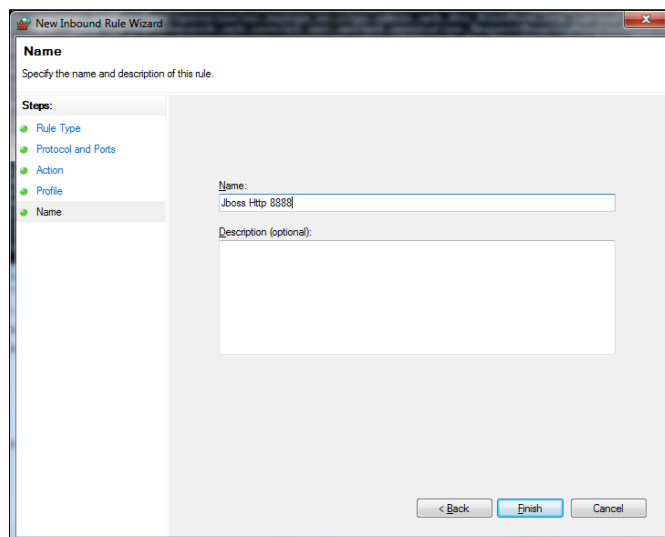 New Inbound Rule Wizard
Name
Specify the name and description of this rule.
Steps:
Rule Type
Protocol and Ports
Action
Profile
Name
Name:
Jboss Http 8888
Description (optional):
< Back
Finish
Cancel